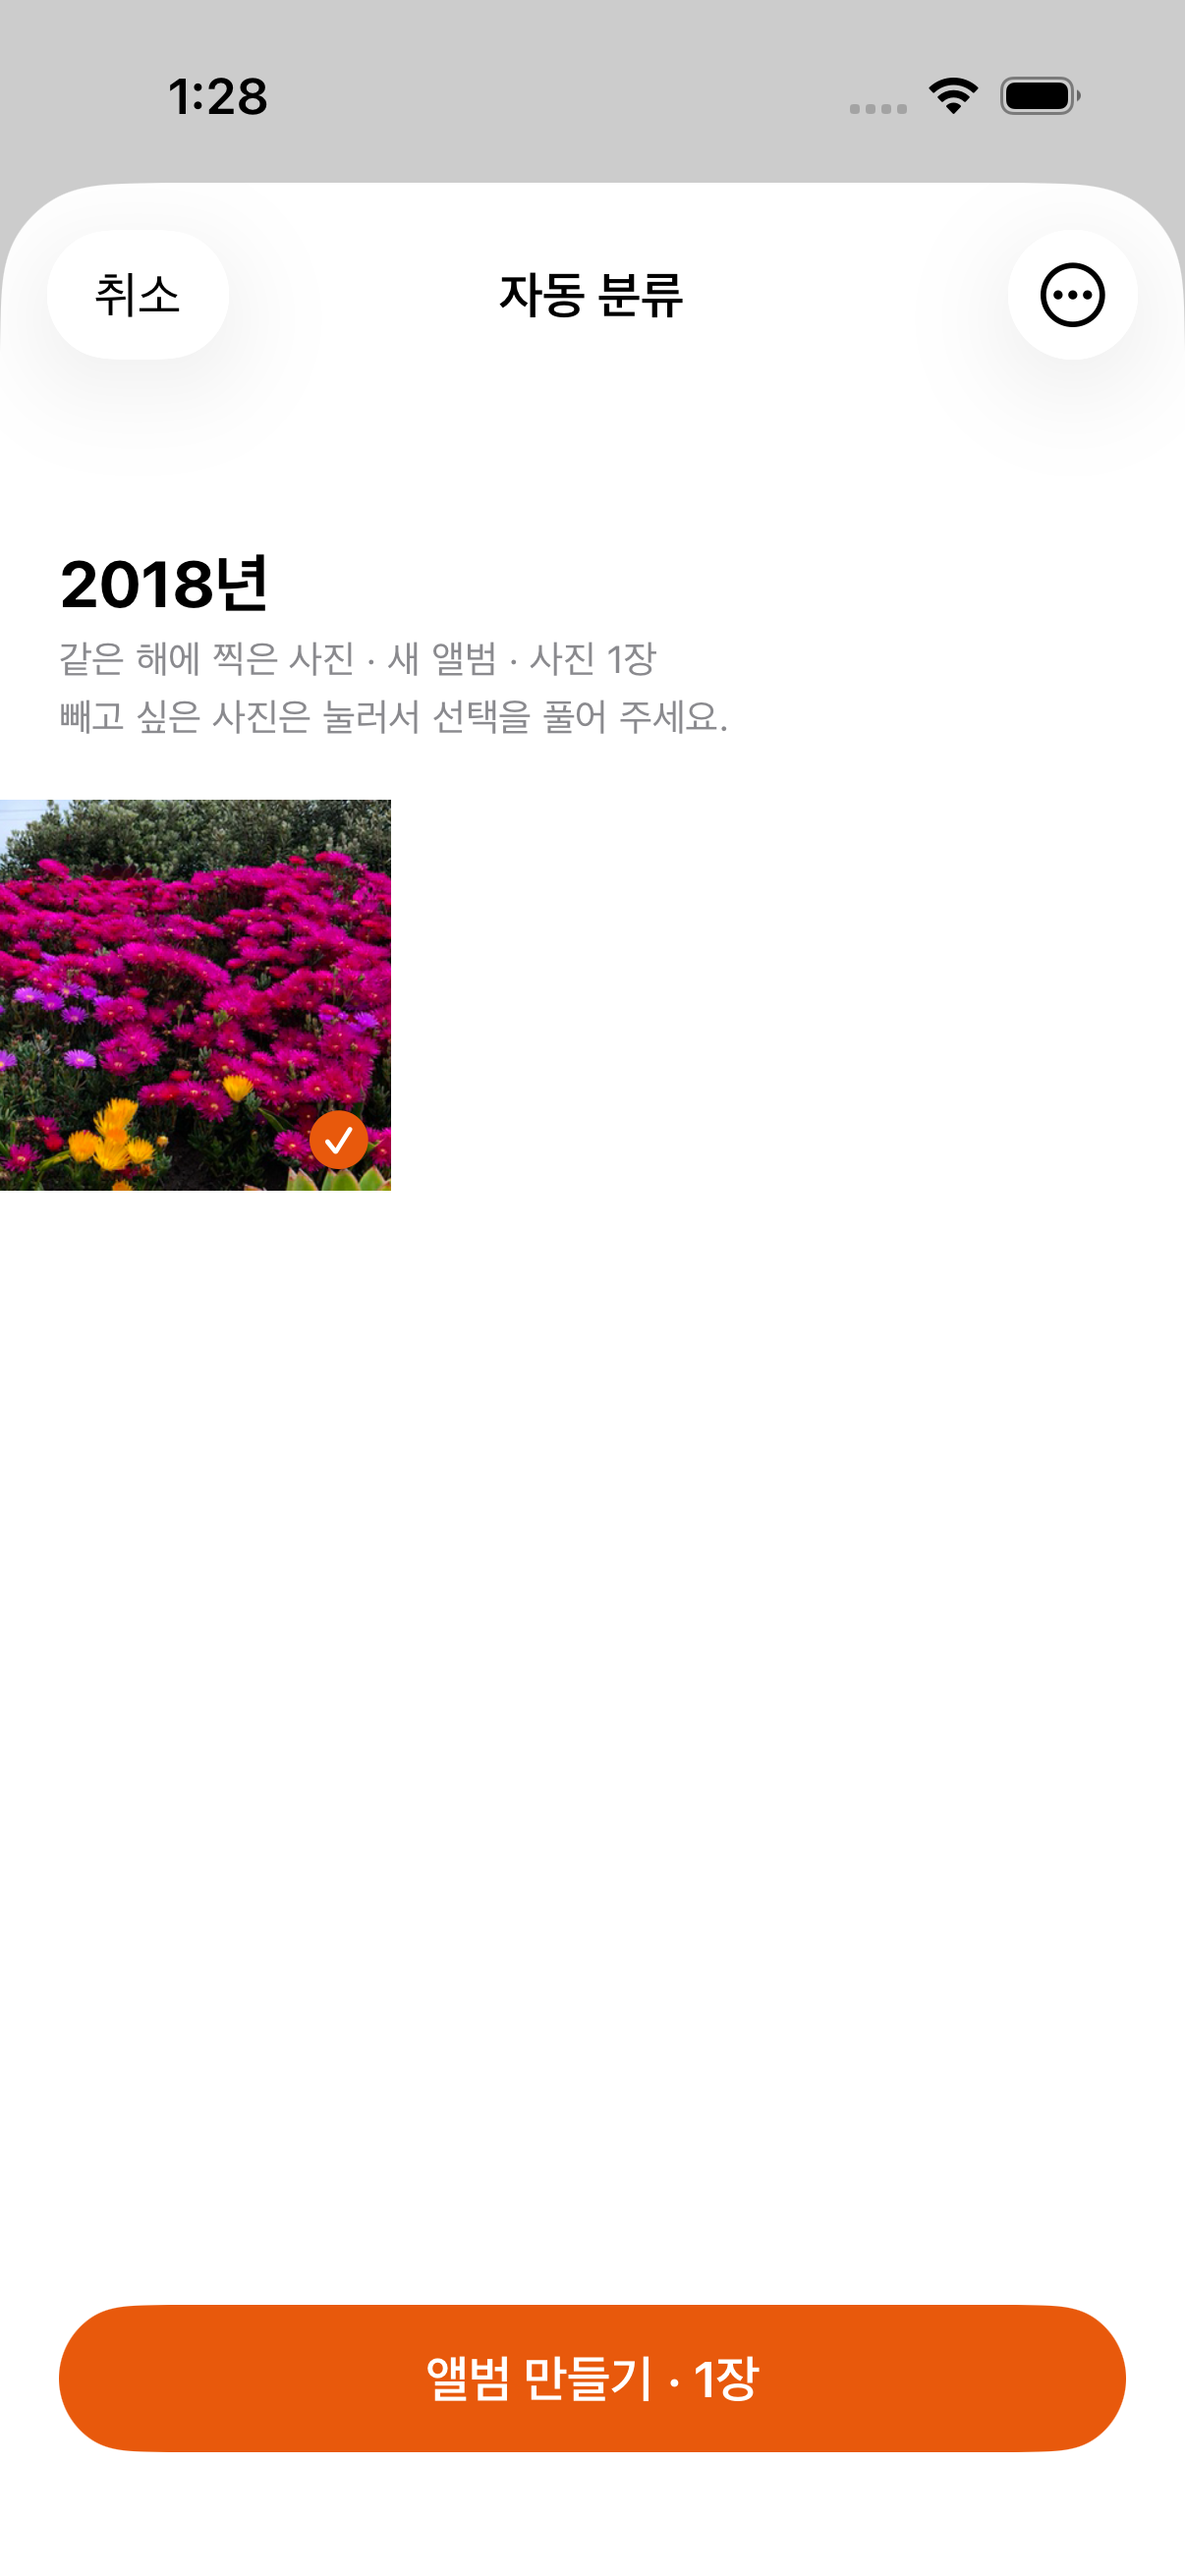 1:28
취소
자동 분류
2018년
같은 해에 찍은 사진 · 새 앨범 · 사진 1장
빼고 싶은 사진은 눌러서 선택을 풀어 주세요.
앨범 만들기 · 1장